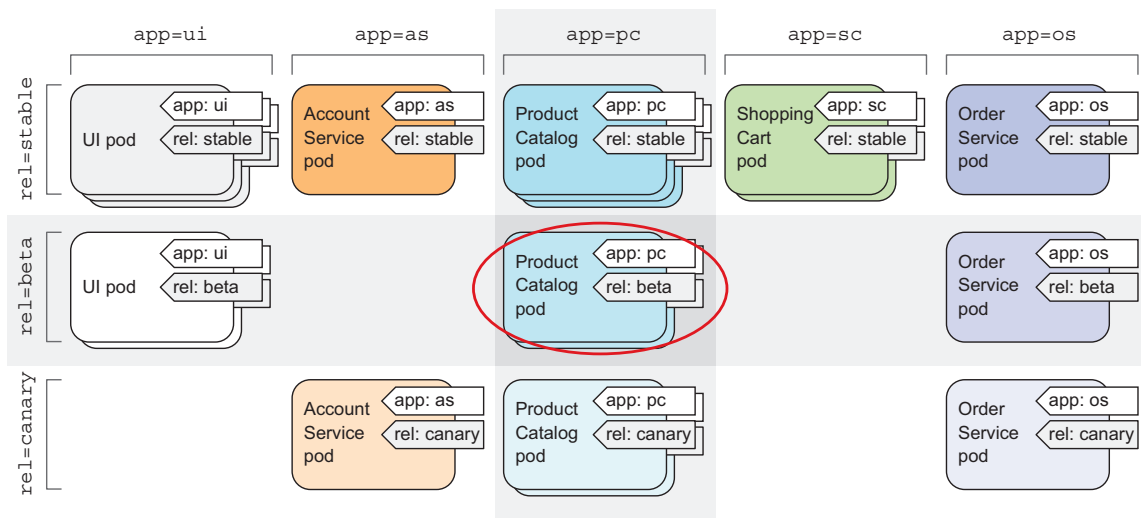 app=ui
app=as
app=pc
app=sc
app=os
rel=stable
UI pod
app: ui
rel: stable
Account
Service
pod
app: as
rel: stable
Product
Catalog
pod
app: pc
rel: stable
Shopping
Cart
pod
app: sc
rel: stable
Order
Service
pod
app: os
rel: stable
rel=beta
UI pod
app: ui
rel: beta
Product
Catalog
pod
app: pc
rel: beta
Order
Service
pod
app: os
rel: beta
rel=canary
Account
Service
pod
app: as
rel: canary
Product
Catalog
pod
app: pc
rel: canary
Order
Service
pod
app: os
rel: canary